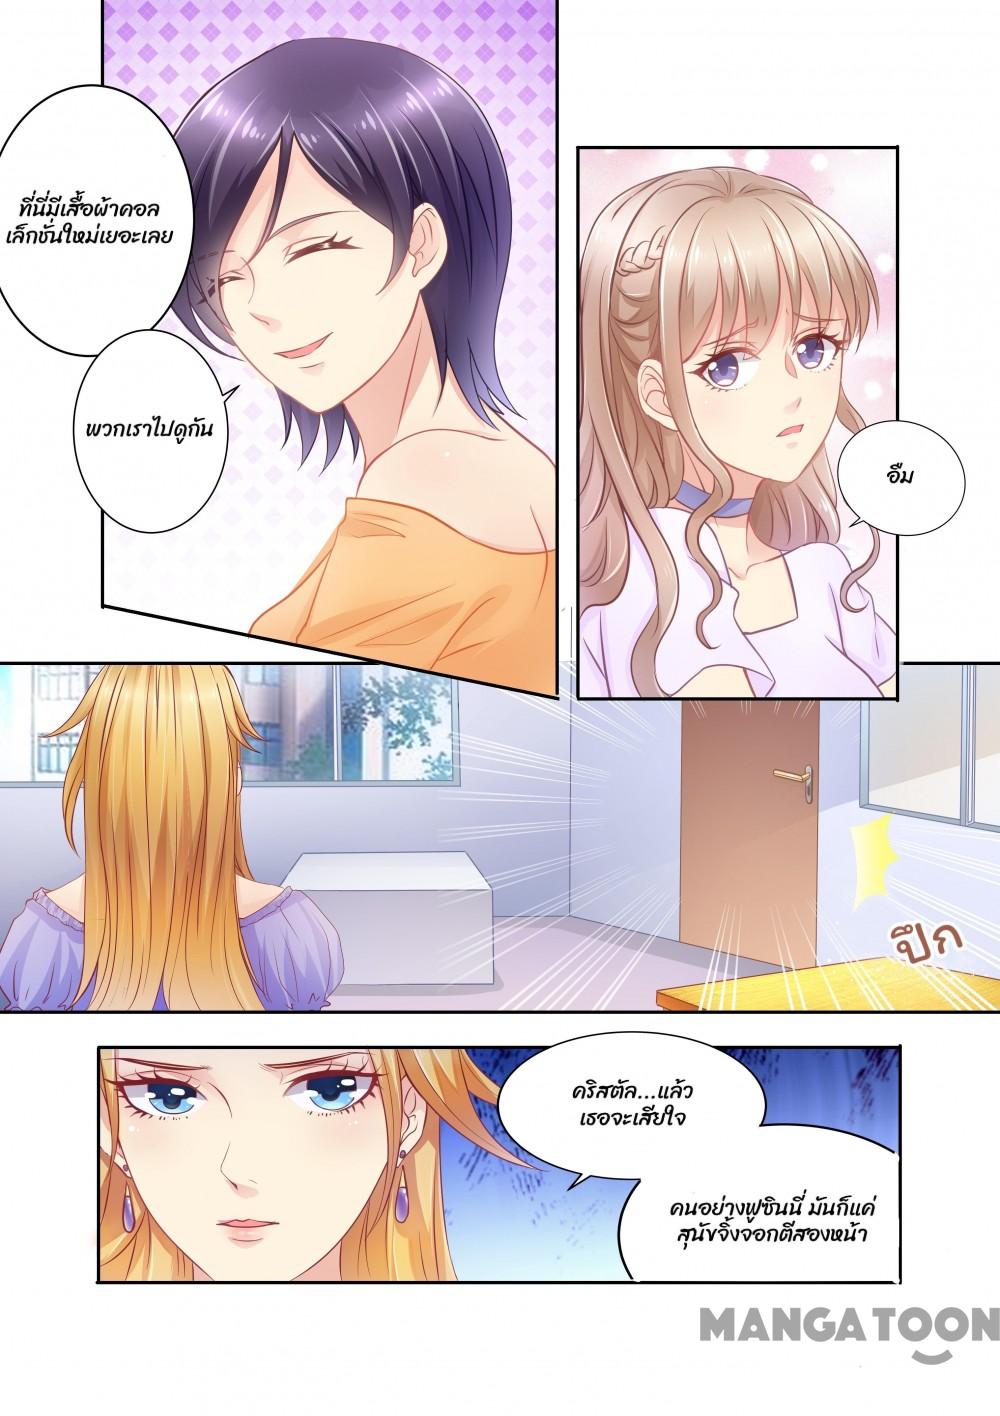 ที่นี่มีเสื้อผ้าคอล
เล็กชั่นใหม่เยอะเลย
พวกเราไปดูกัน
อืม
ปึก
คริสตัล...แล้ว
เธอจะเสียใจ
คนอย่างฟูซินนี่ มันก็แค่
สุนัขจิ้งจอกตีสองหน้า
MANGATOON